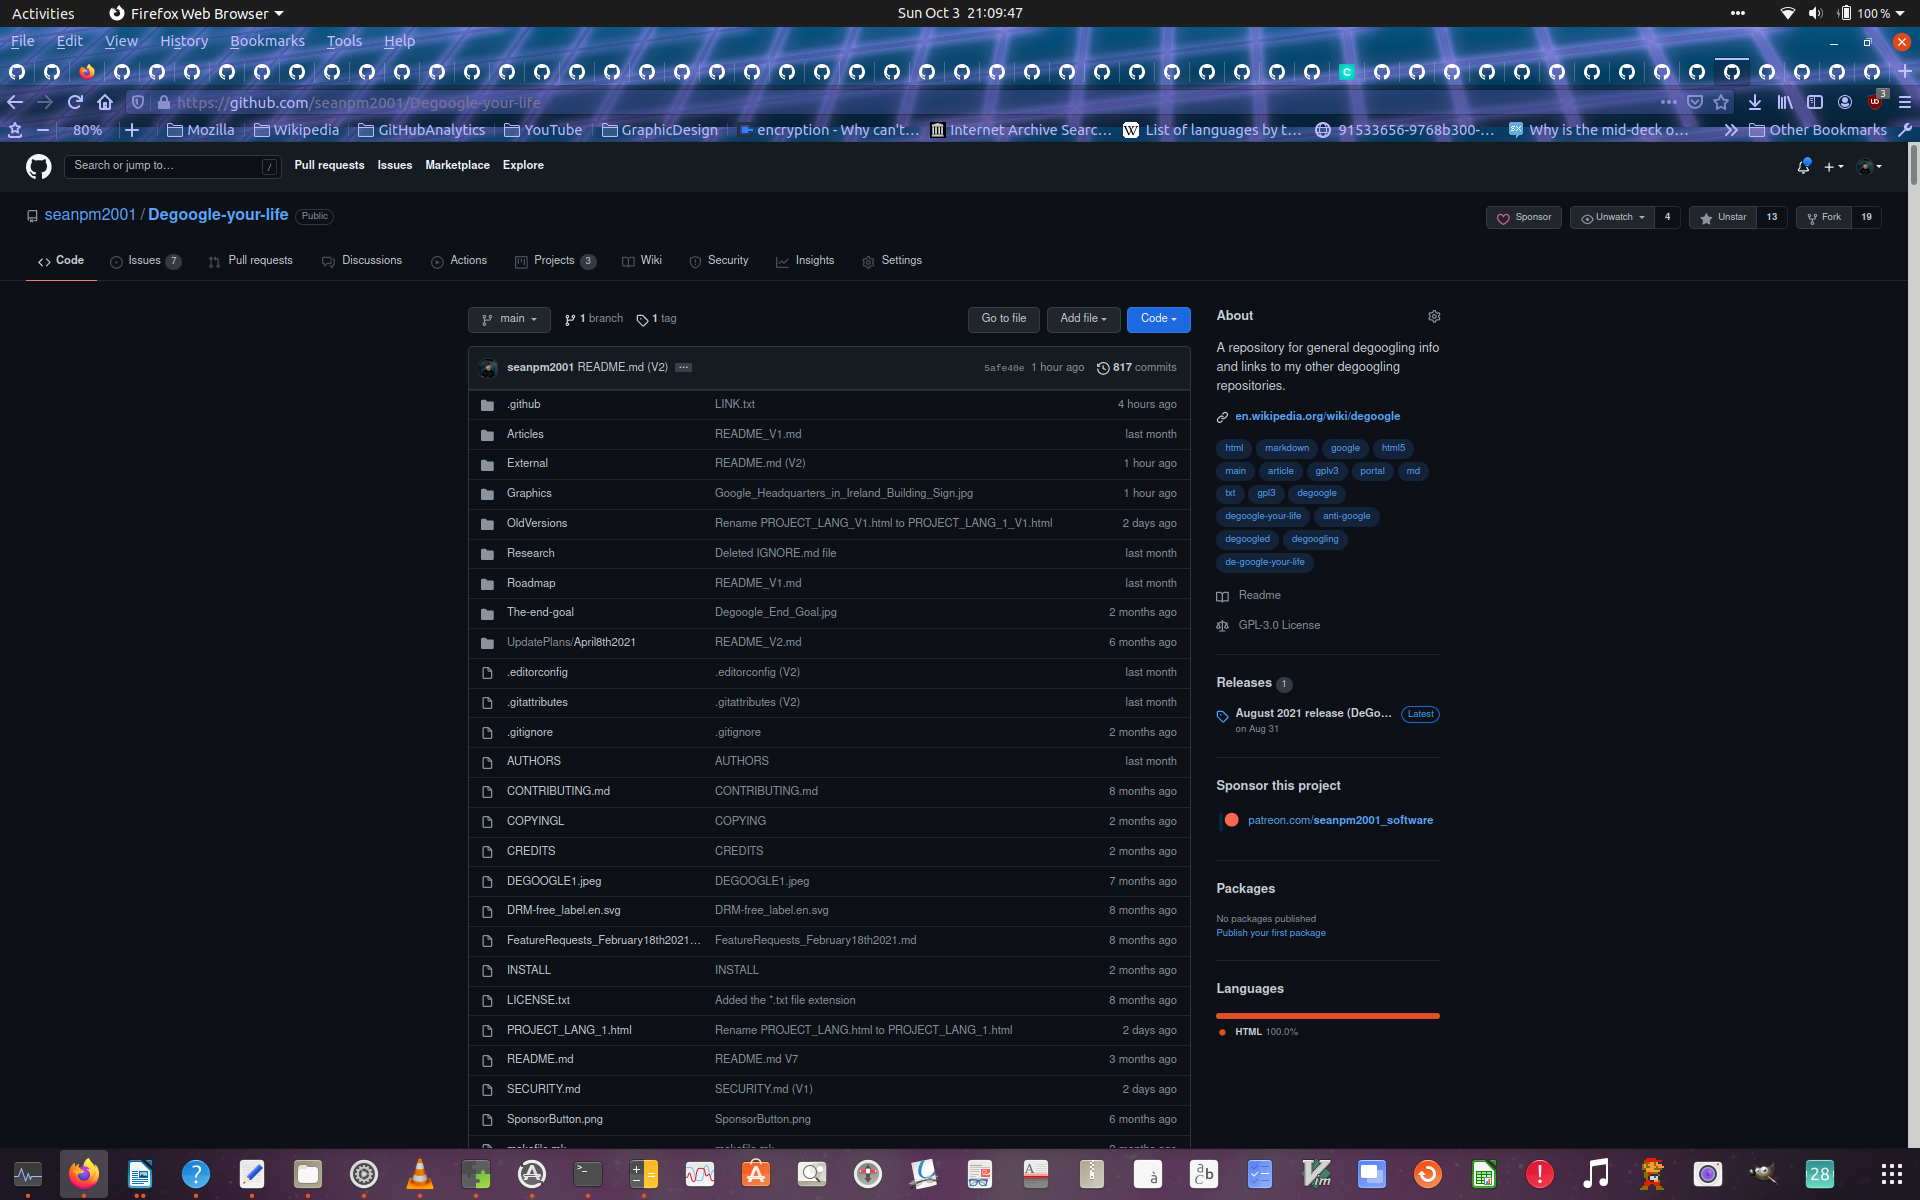 Activities Firefox Web Browser Sun Oct 3 21:09:47 100 %
File Edit View History Bookmarks Tools Help
https://github.com/seanpm2001/Degoogle-your-life 3
80% Mozilla Wikipedia GitHubAnalytics YouTube GraphicDesign encryption - Why can't… Internet Archive Searc… List of languages by t… 91533656-9768b300-… Why is the mid-deck o… Other Bookmarks
Search or jump to… / Pull requests Issues Marketplace Explore
seanpm2001 / Degoogle-your-life Public Sponsor Unwatch 4 Unstar 13 Fork 19
Code Issues 7 Pull requests Discussions Actions Projects 3 Wiki Security Insights Settings
main 1 branch 1 tag Go to file Add file Code
seanpm2001 README.md (V2) … 5afe40e 1 hour ago 817 commits
.github LINK.txt 4 hours ago
Articles README_V1.md last month
External README.md (V2) 1 hour ago
Graphics Google_Headquarters_in_Ireland_Building_Sign.jpg 1 hour ago
OldVersions Rename PROJECT_LANG_V1.html to PROJECT_LANG_1_V1.html 2 days ago
Research Deleted IGNORE.md file last month
Roadmap README_V1.md last month
The-end-goal Degoogle_End_Goal.jpg 2 months ago
UpdatePlans/April8th2021 README_V2.md 6 months ago
.editorconfig .editorconfig (V2) last month
.gitattributes .gitattributes (V2) last month
.gitignore .gitignore 2 months ago
AUTHORS AUTHORS last month
CONTRIBUTING.md CONTRIBUTING.md 8 months ago
COPYINGL COPYING 2 months ago
CREDITS CREDITS 2 months ago
DEGOOGLE1.jpeg DEGOOGLE1.jpeg 7 months ago
DRM-free_label.en.svg DRM-free_label.en.svg 8 months ago
FeatureRequests_February18th2021… FeatureRequests_February18th2021.md 8 months ago
INSTALL INSTALL 2 months ago
LICENSE.txt Added the *.txt file extension 8 months ago
PROJECT_LANG_1.html Rename PROJECT_LANG.html to PROJECT_LANG_1.html 2 days ago
README.md README.md V7 3 months ago
SECURITY.md SECURITY.md (V1) 2 days ago
SponsorButton.png SponsorButton.png 6 months ago
About
A repository for general degoogling info
and links to my other degoogling
repositories.
en.wikipedia.org/wiki/degoogle
html markdown google html5
main article gplv3 portal md
txt gpl3 degoogle
degoogle-your-life anti-google
degoogled degoogling
de-google-your-life
Readme
GPL-3.0 License
Releases 1
August 2021 release (DeGo… Latest
on Aug 31
Sponsor this project
patreon.com/seanpm2001_software
Packages
No packages published
Publish your first package
Languages
HTML 100.0%
28